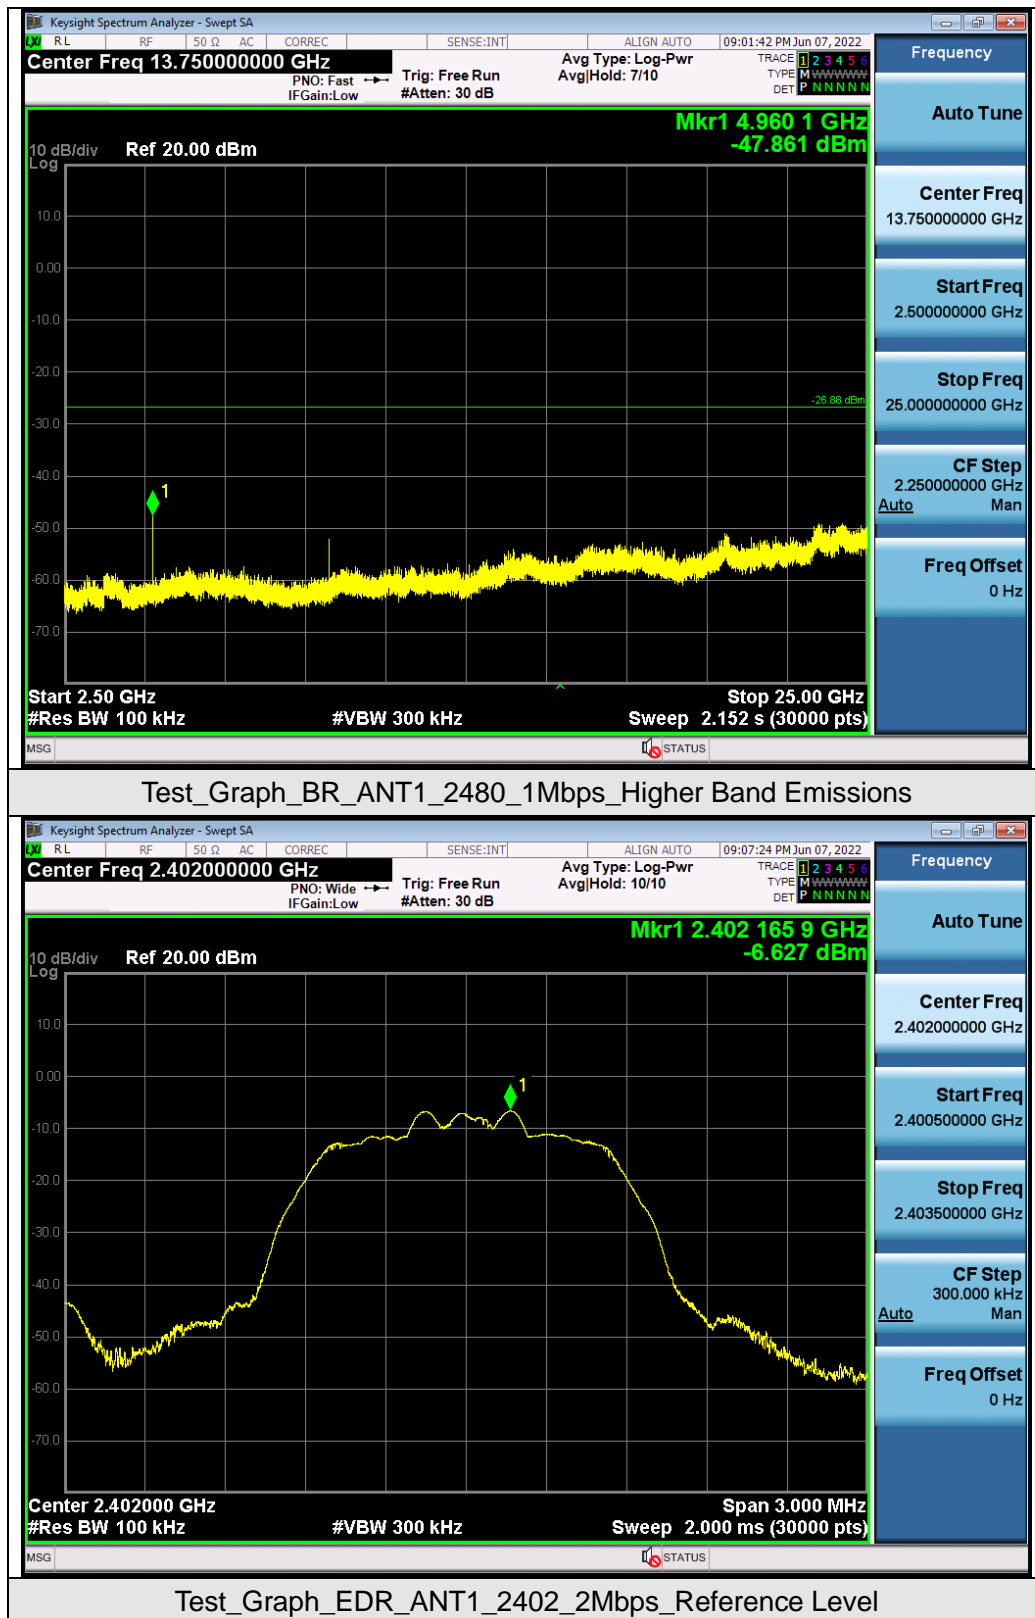 Keysight Spectrum Analyzer - Swept SA
LXI RL RF 50 Ω AC CORREC SENSE:INT ALIGN AUTO 09:01:42 PM Jun 07, 2022
Center Freq 13.750000000 GHz
PNO: Fast
IFGain:Low
Trig: Free Run
#Atten: 30 dB
Avg Type: Log-Pwr
Avg|Hold: 7/10
TRACE 1 2 3 4 5 6
TYPE M WWWWW
DET P N N N N N
Mkr1 4.960 1 GHz
-47.861 dBm
10 dB/div Ref 20.00 dBm
Log
10.0
0.00
-10.0
-20.0
-26.88 dBm
-30.0
-40.0
1
-50.0
-60.0
-70.0
Start 2.50 GHz Stop 25.00 GHz
#Res BW 100 kHz #VBW 300 kHz Sweep 2.152 s (30000 pts)
MSG STATUS
Frequency
Auto Tune
Center Freq
13.750000000 GHz
Start Freq
2.500000000 GHz
Stop Freq
25.000000000 GHz
CF Step
2.250000000 GHz
Auto Man
Freq Offset
0 Hz
Test_Graph_BR_ANT1_2480_1Mbps_Higher Band Emissions
Keysight Spectrum Analyzer - Swept SA
LXI RL RF 50 Ω AC CORREC SENSE:INT ALIGN AUTO 09:07:24 PM Jun 07, 2022
Center Freq 2.402000000 GHz
PNO: Wide
IFGain:Low
Trig: Free Run
#Atten: 30 dB
Avg Type: Log-Pwr
Avg|Hold: 10/10
TRACE 1 2 3 4 5 6
TYPE M WWWWW
DET P N N N N N
Mkr1 2.402 165 9 GHz
-6.627 dBm
10 dB/div Ref 20.00 dBm
Log
10.0
0.00
1
-10.0
-20.0
-30.0
-40.0
-50.0
-60.0
-70.0
Center 2.402000 GHz Span 3.000 MHz
#Res BW 100 kHz #VBW 300 kHz Sweep 2.000 ms (30000 pts)
MSG STATUS
Frequency
Auto Tune
Center Freq
2.402000000 GHz
Start Freq
2.400500000 GHz
Stop Freq
2.403500000 GHz
CF Step
300.000 kHz
Auto Man
Freq Offset
0 Hz
Test_Graph_EDR_ANT1_2402_2Mbps_Reference Level